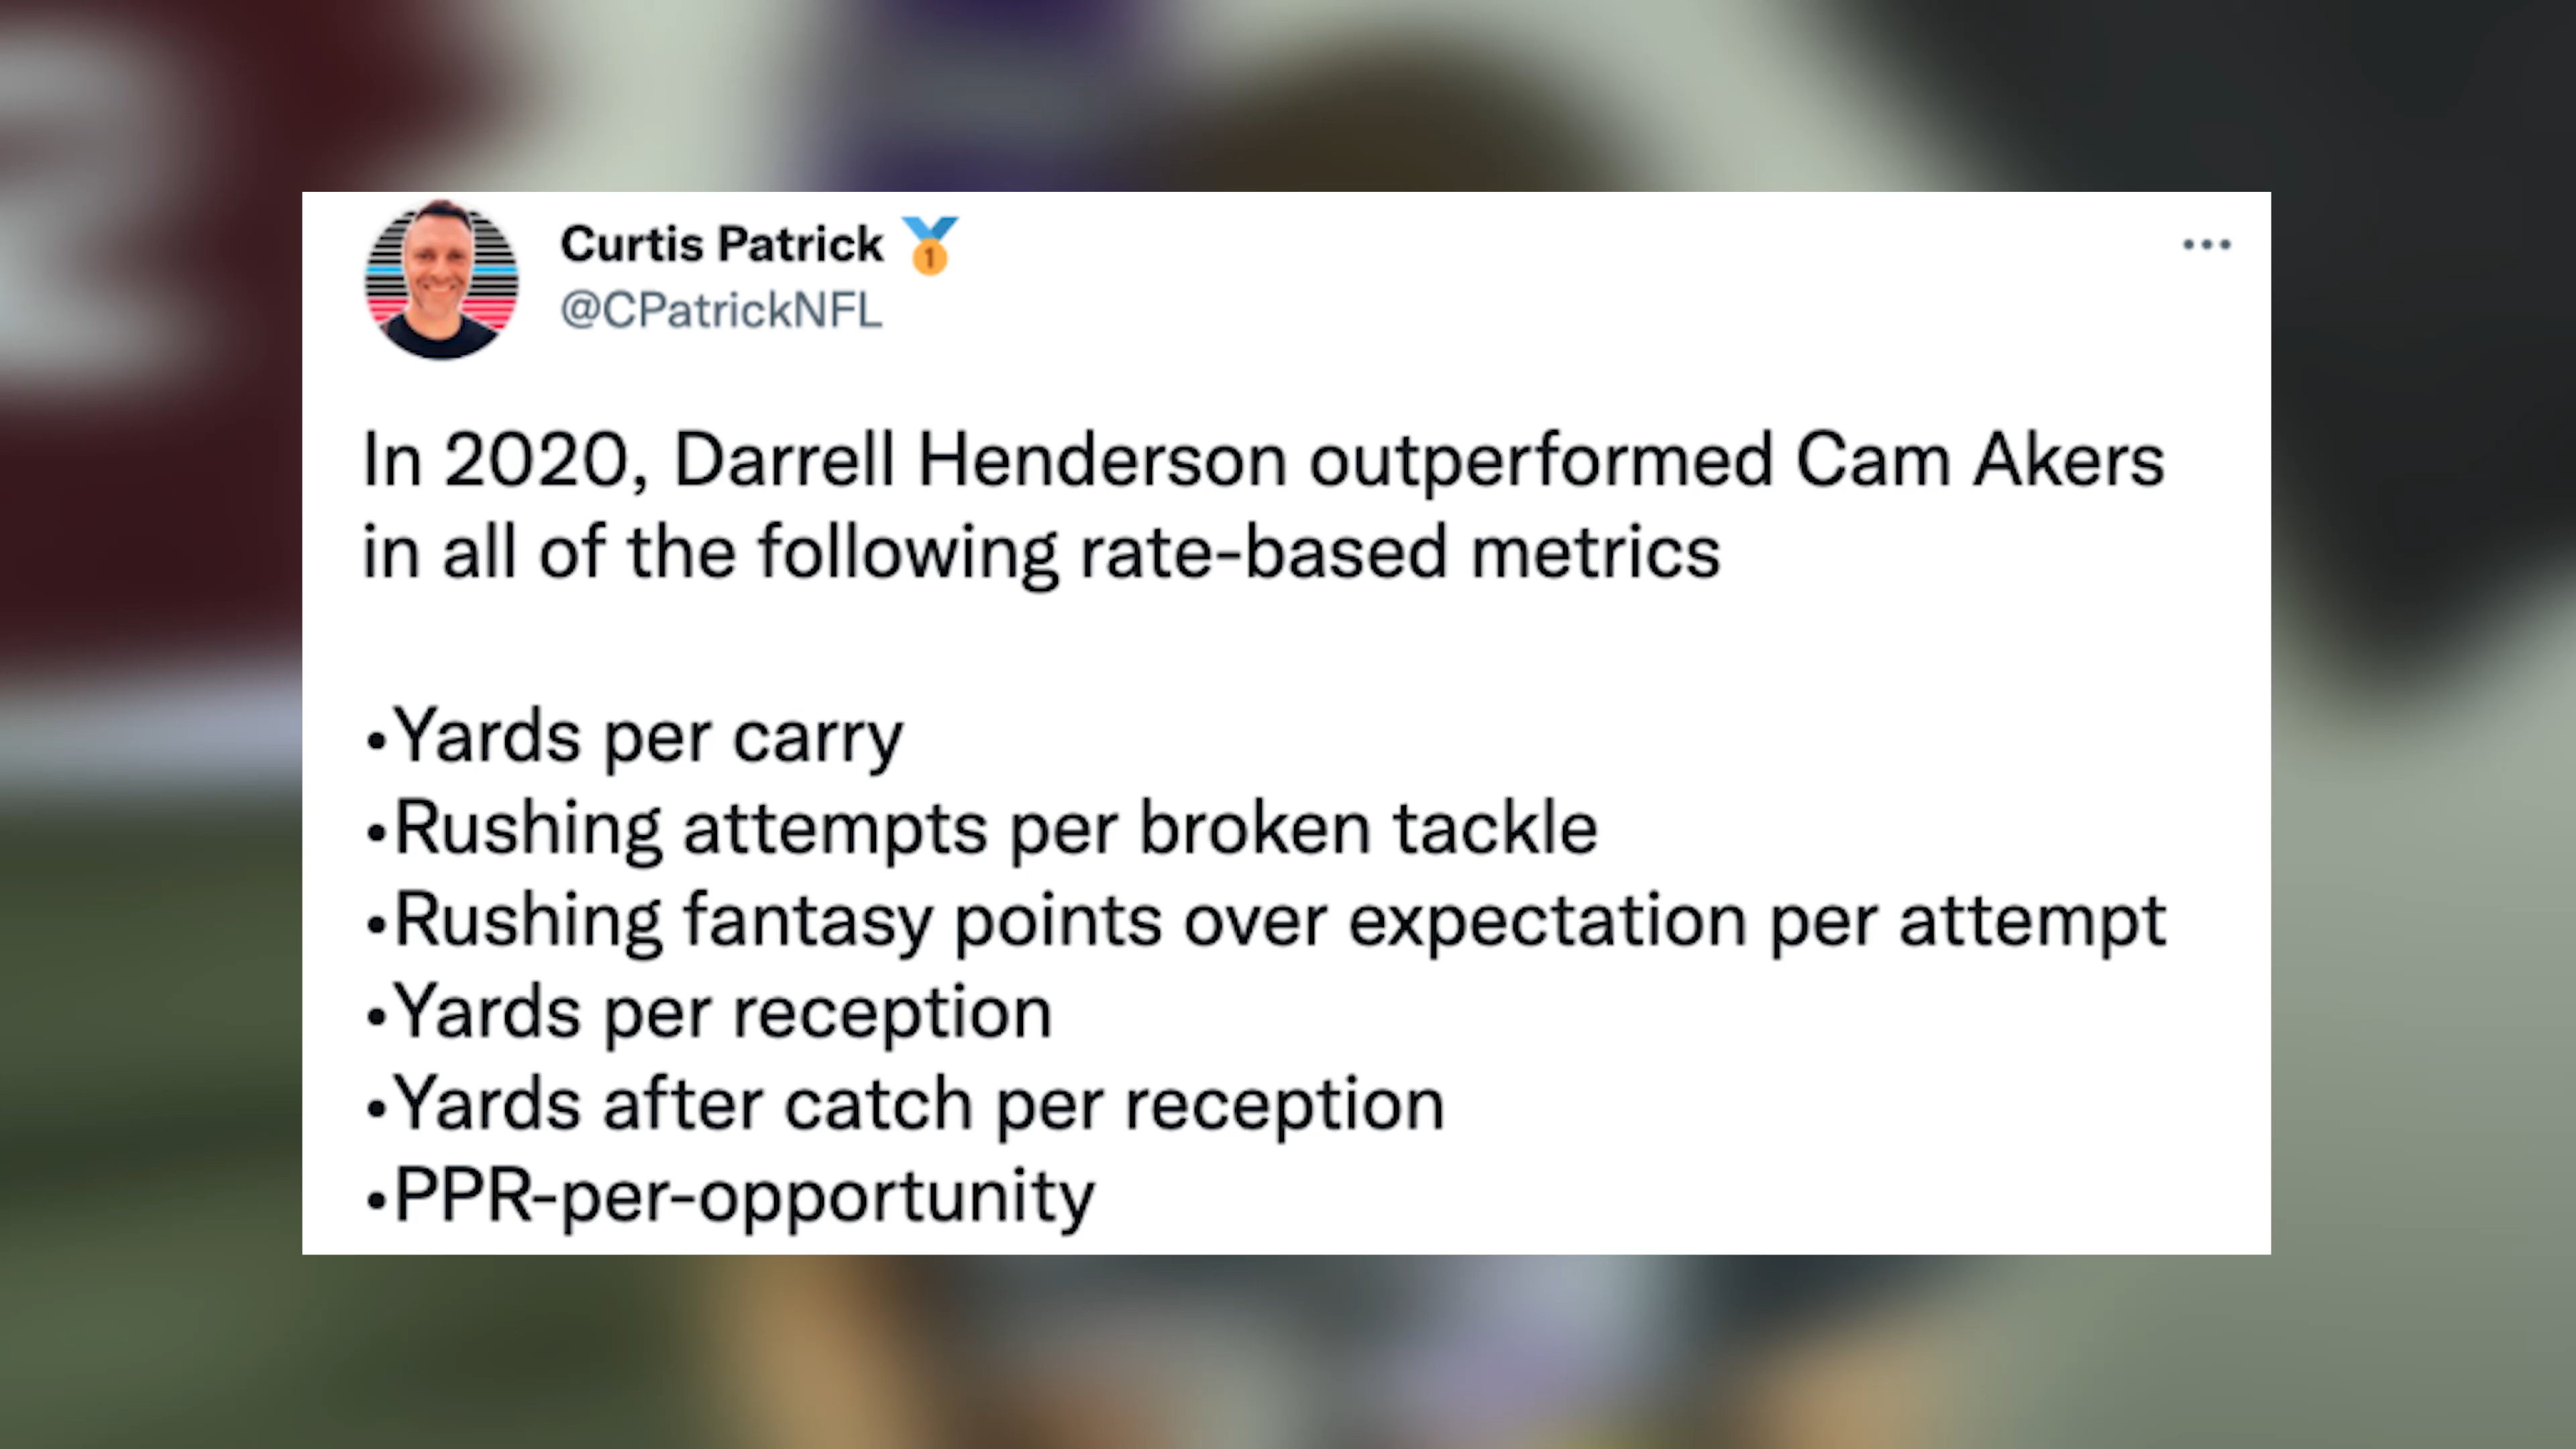 Curtis Patrick 🥇
@CPatrickNFL
In 2020, Darrell Henderson outperformed Cam Akers
in all of the following rate-based metrics
•Yards per carry
•Rushing attempts per broken tackle
•Rushing fantasy points over expectation per attempt
•Yards per reception
•Yards after catch per reception
•PPR-per-opportunity